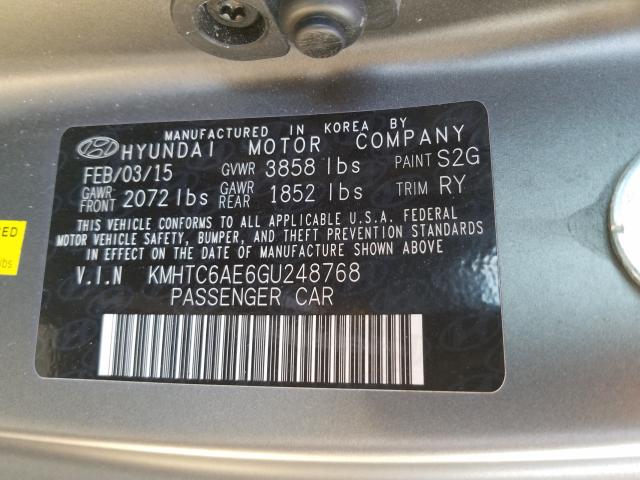 MANUFACTURED IN KOREA BY
HYUNDAI MOTOR COMPANY
FEB/03/15 GVWR 3858 lbs PAINT S2G
GAWR FRONT 2072 lbs GAWR REAR 1852 lbs TRIM RY
THIS VEHICLE CONFORMS TO ALL APPLICABLE U.S.A. FEDERAL
MOTOR VEHICLE SAFETY, BUMPER, AND THEFT PREVENTION STANDARDS
IN EFFECT ON THE DATE OF MANUFACTURE SHOWN ABOVE
V.I.N KMHTC6AE6GU248768
PASSENGER CAR